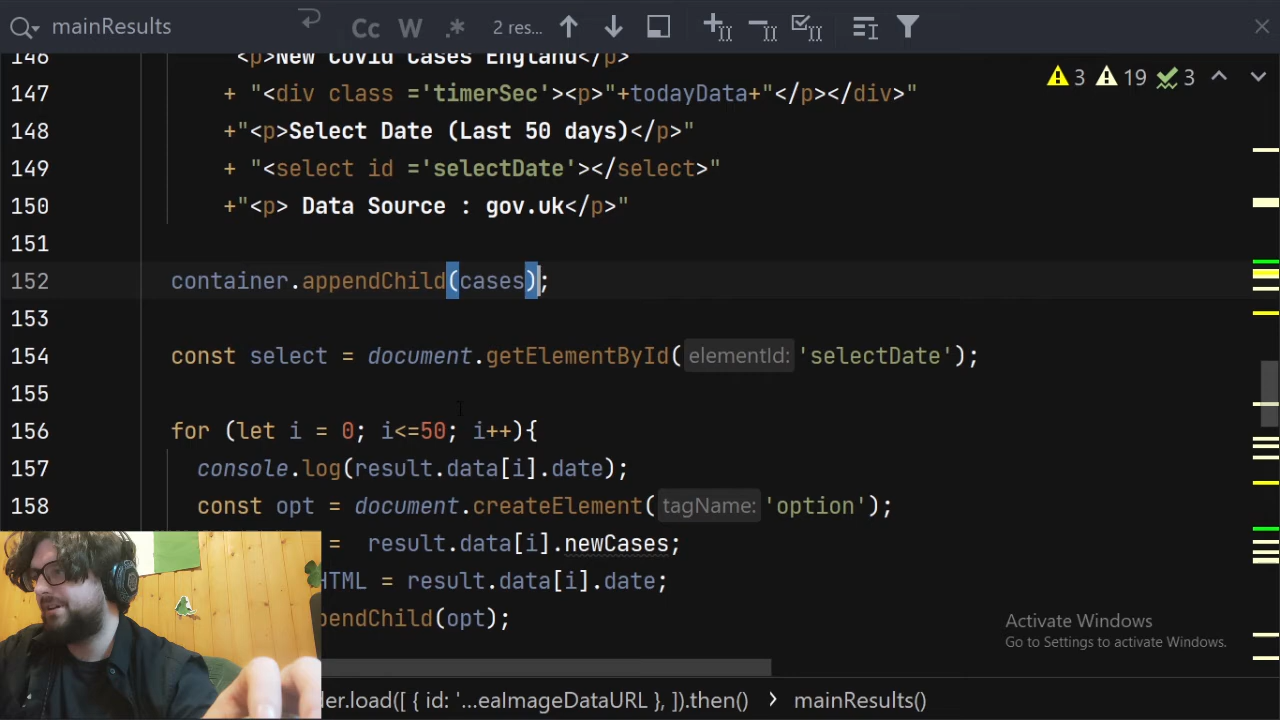 mainResults Cc W .* 2 res...
146 <p>New Covid Cases England</p>
3 19 3
147 + "<div class ='timerSec'><p>"+todayData+"</p></div>"
148 +"<p>Select Date (Last 50 days)</p>"
149 + "<select id ='selectDate'></select>"
150 +"<p> Data Source : gov.uk</p>"
151
152 container.appendChild(cases);
153
154 const select = document.getElementById( elementId: 'selectDate');
155
156 for (let i = 0; i<=50; i++){
157 console.log(result.data[i].date);
158 const opt = document.createElement( tagName: 'option');
= result.data[i].newCases;
HTML = result.data[i].date;
pendChild(opt);
Activate Windows
Go to Settings to activate Windows.
der.load([ { id: '...eaImageDataURL }, ]).then() > mainResults()